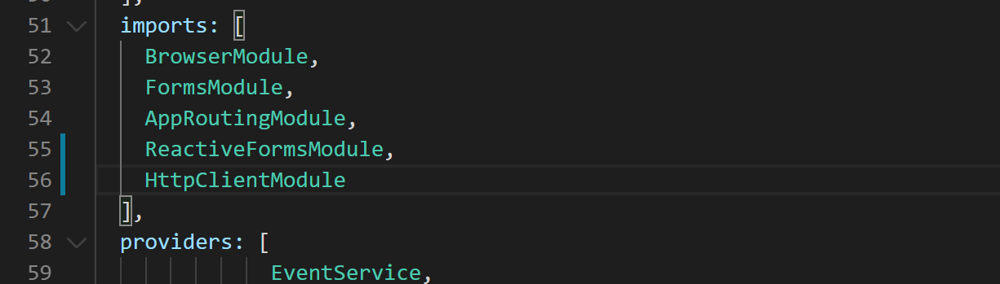 50 ],
51 imports: [
52 BrowserModule,
53 FormsModule,
54 AppRoutingModule,
55 ReactiveFormsModule,
56 HttpClientModule
57 ],
58 providers: [
59 EventService,